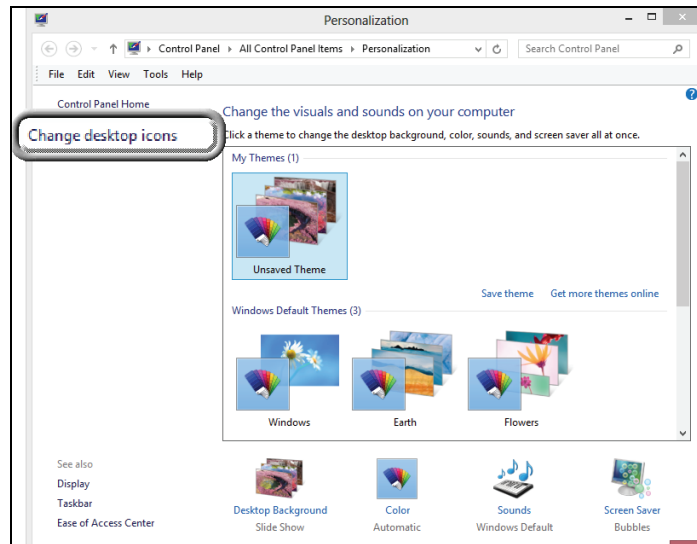 Personalization
Control Panel All Control Panel Items Personalization
Search Control Panel
File Edit View Tools Help
Control Panel Home
Change desktop icons
Change the visuals and sounds on your computer
Click a theme to change the desktop background, color, sounds, and screen saver all at once.
My Themes (1)
Unsaved Theme
Save theme Get more themes online
Windows Default Themes (3)
Windows Earth Flowers
See also
Display
Taskbar
Ease of Access Center
Desktop Background Color Sounds Screen Saver
Slide Show Automatic Windows Default Bubbles